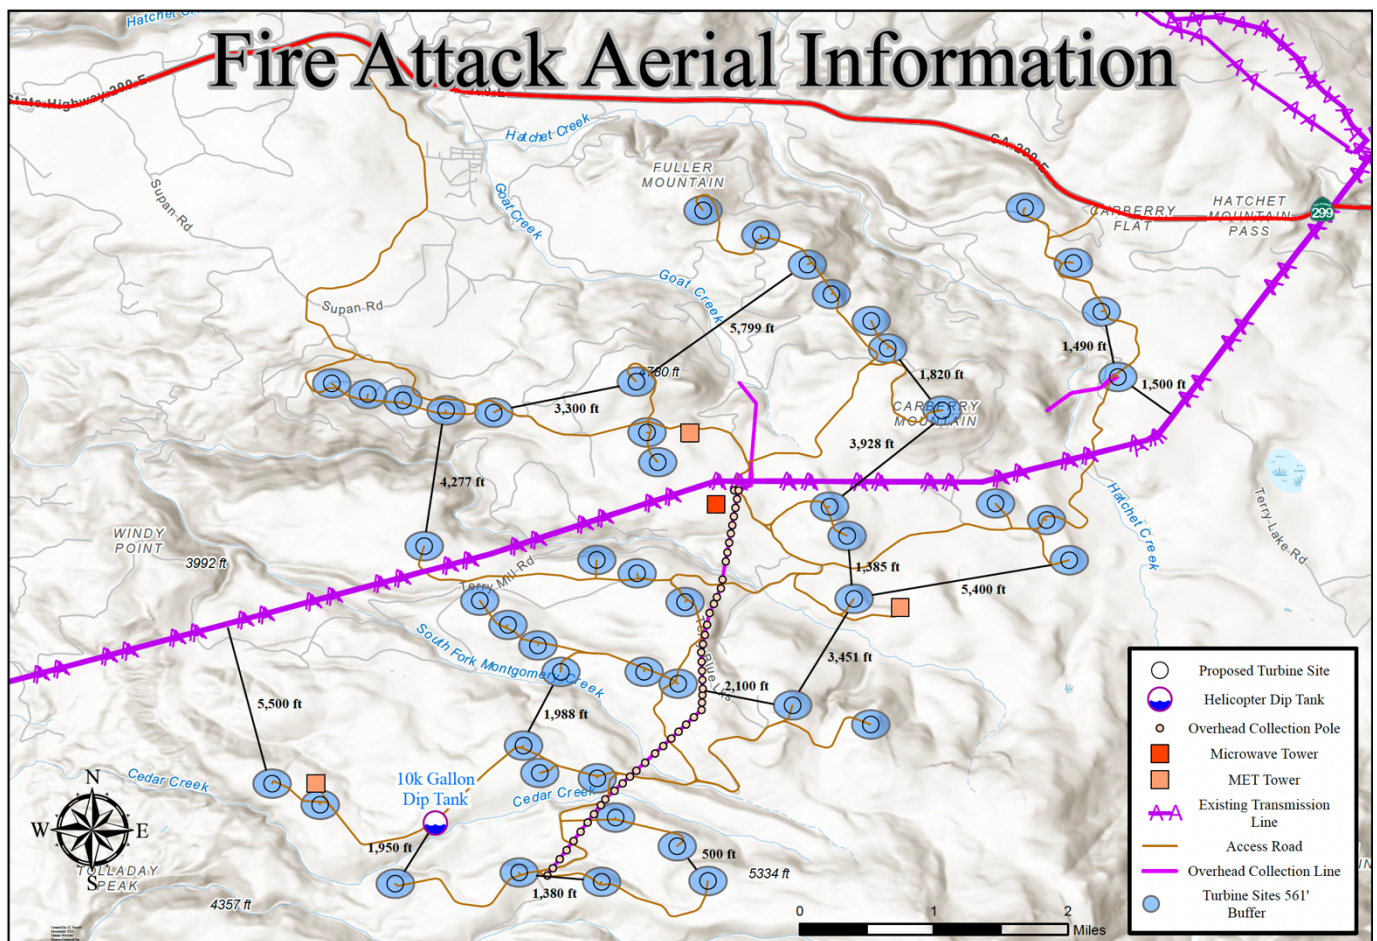 Fire Attack Aerial Information
Hatchet Creek
State Highway 299 E
CA 299 E
Hatchet Creek
FULLER
MOUNTAIN
Supan Rd
Goat Creek
CARBERRY
FLAT
HATCHET
MOUNTAIN
PASS
299
Goat Creek
Supan Rd
5,799 ft
1,490 ft
4780 ft
1,820 ft
1,500 ft
3,300 ft
CARBERRY
MOUNTAIN
3,928 ft
4,277 ft
Hatchet Creek
Terry Lake Rd
WINDY
POINT
3992 ft
Terry Mill Rd
1,385 ft
5,400 ft
South Fork Montgomery Creek
3,451 ft
2,100 ft
5,500 ft
1,988 ft
Cedar Creek
10k Gallon
Dip Tank
Cedar Creek
N
W
E
S
1,950 ft
500 ft
5334 ft
TOLLADAY
PEAK
1,380 ft
4357 ft
0
1
2
Miles
Proposed Turbine Site
Helicopter Dip Tank
Overhead Collection Pole
Microwave Tower
MET Tower
Existing Transmission
Line
Access Road
Overhead Collection Line
Turbine Sites 561'
Buffer